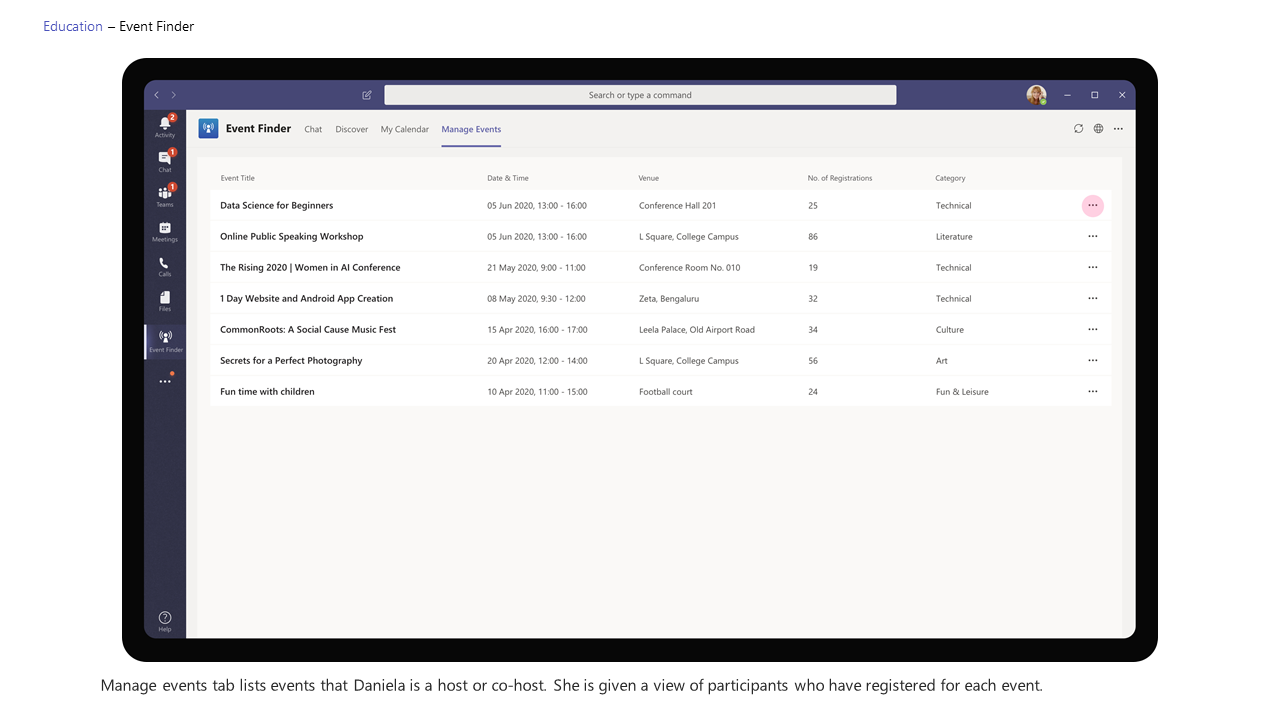 Education – Event Finder
Search or type a command
2
Activity
Event Finder Chat Discover My Calendar Manage Events
1
Chat
1
Teams
Meetings
Calls
Files
Event Finder
Help
Event Title Date & Time Venue No. of Registrations Category
Data Science for Beginners 05 Jun 2020, 13:00 - 16:00 Conference Hall 201 25 Technical
Online Public Speaking Workshop 05 Jun 2020, 13:00 - 16:00 L Square, College Campus 86 Literature
The Rising 2020 | Women in AI Conference 21 May 2020, 9:00 - 11:00 Conference Room No. 010 19 Technical
1 Day Website and Android App Creation 08 May 2020, 9:30 - 12:00 Zeta, Bengaluru 32 Technical
CommonRoots: A Social Cause Music Fest 15 Apr 2020, 16:00 - 17:00 Leela Palace, Old Airport Road 34 Culture
Secrets for a Perfect Photography 20 Apr 2020, 12:00 - 14:00 L Square, College Campus 56 Art
Fun time with children 10 Apr 2020, 11:00 - 15:00 Football court 24 Fun & Leisure
Manage events tab lists events that Daniela is a host or co-host. She is given a view of participants who have registered for each event.